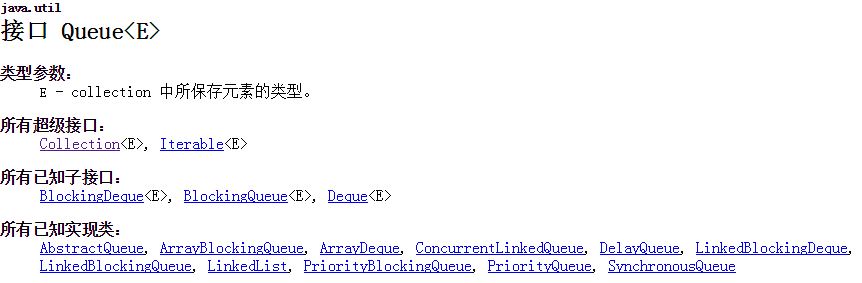 java.util
接口 Queue<E>
类型参数：
E - collection 中所保存元素的类型。
所有超级接口：
Collection<E>, Iterable<E>
所有已知子接口：
BlockingDeque<E>, BlockingQueue<E>, Deque<E>
所有已知实现类：
AbstractQueue, ArrayBlockingQueue, ArrayDeque, ConcurrentLinkedQueue, DelayQueue, LinkedBlockingDeque,
LinkedBlockingQueue, LinkedList, PriorityBlockingQueue, PriorityQueue, SynchronousQueue